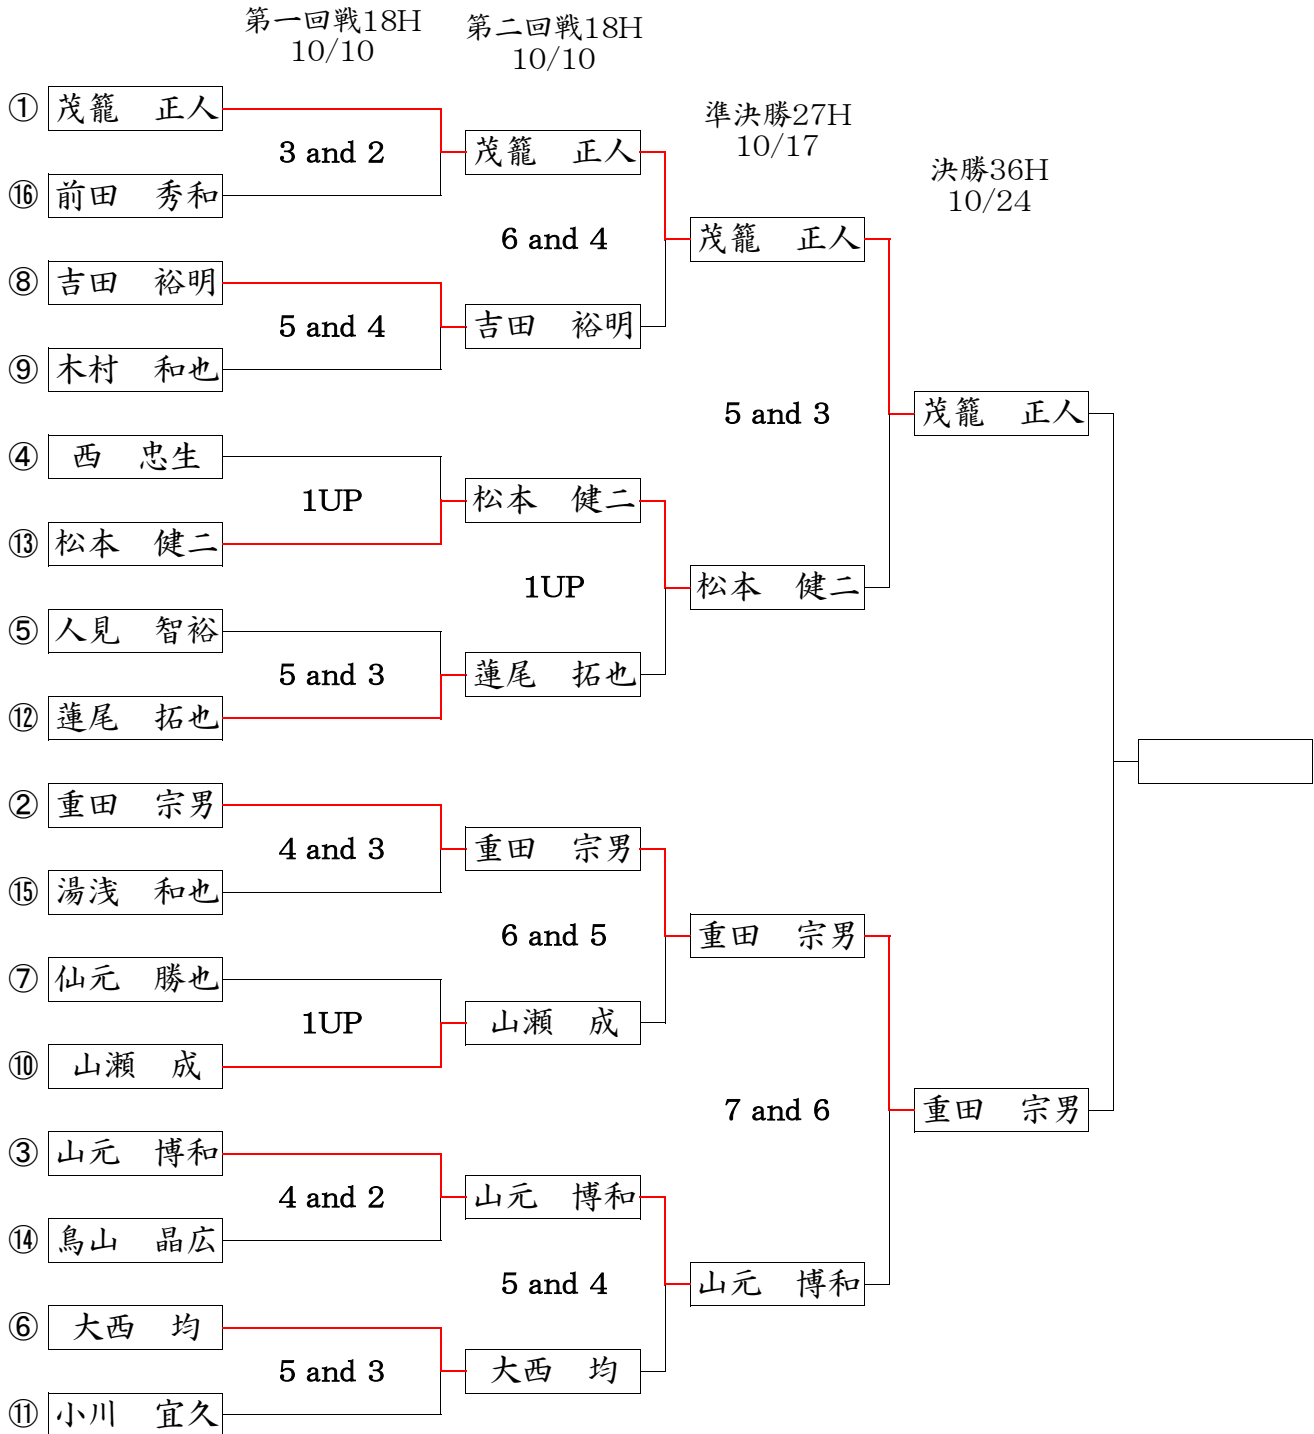 第一回戦18H
10/10
第二回戦18H
10/10
準決勝27H
10/17
決勝36H
10/24
① 茂籠　正人
3 and 2
⑯ 前田　秀和
茂籠　正人
6 and 4
⑧ 吉田　裕明
5 and 4
⑨ 木村　和也
吉田　裕明
茂籠　正人
5 and 3
④ 西　忠生
1UP
⑬ 松本　健二
松本　健二
1UP
⑤ 人見　智裕
5 and 3
⑫ 蓮尾　拓也
蓮尾　拓也
松本　健二
茂籠　正人
② 重田　宗男
4 and 3
⑮ 湯浅　和也
重田　宗男
6 and 5
⑦ 仙元　勝也
1UP
⑩ 山瀬　成
山瀬　成
重田　宗男
7 and 6
③ 山元　博和
4 and 2
⑭ 鳥山　晶広
山元　博和
5 and 4
⑥ 大西　均
5 and 3
⑪ 小川　宜久
大西　均
山元　博和
重田　宗男